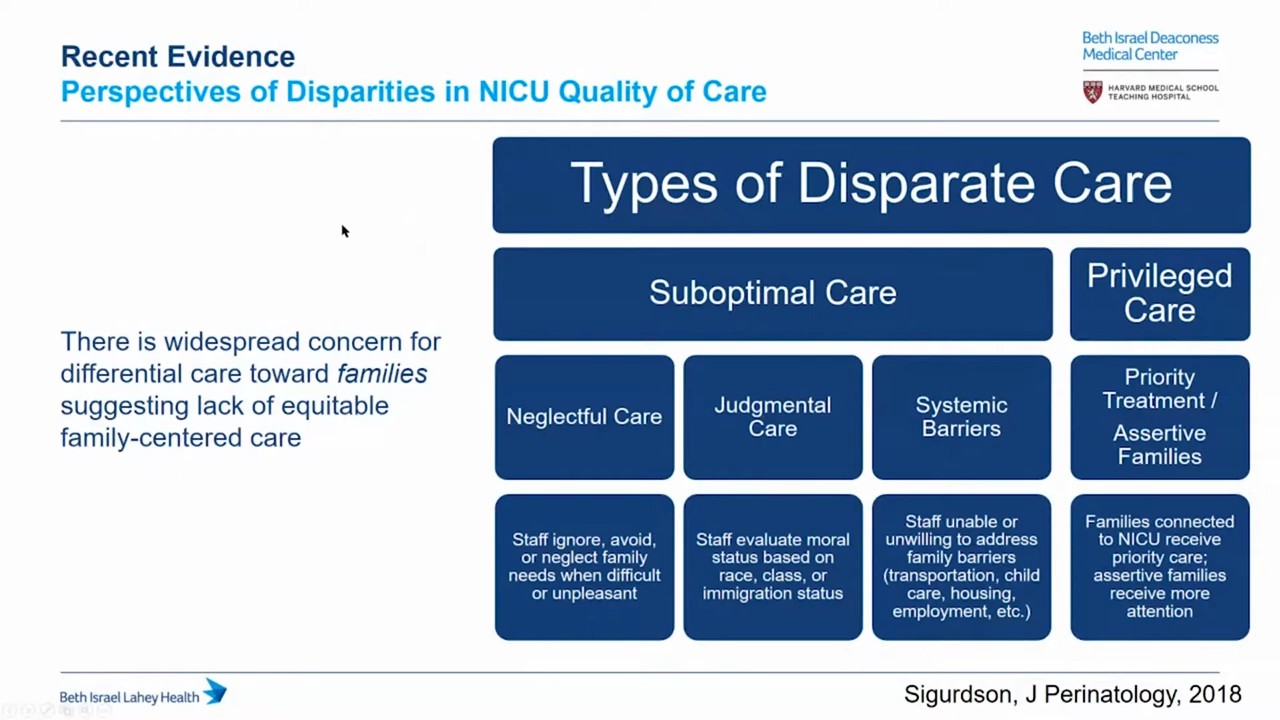 Recent Evidence
Perspectives of Disparities in NICU Quality of Care
Beth Israel Deaconess
Medical Center
HARVARD MEDICAL SCHOOL
TEACHING HOSPITAL
There is widespread concern for
differential care toward families
suggesting lack of equitable
family-centered care
Types of Disparate Care
Suboptimal Care
Privileged
Care
Neglectful Care
Judgmental
Care
Systemic
Barriers
Priority
Treatment /
Assertive
Families
Staff ignore, avoid,
or neglect family
needs when difficult
or unpleasant
Staff evaluate moral
status based on
race, class, or
immigration status
Staff unable or
unwilling to address
family barriers
(transportation, child
care, housing,
employment, etc.)
Families connected
to NICU receive
priority care;
assertive families
receive more
attention
Beth Israel Lahey Health
Sigurdson, J Perinatology, 2018